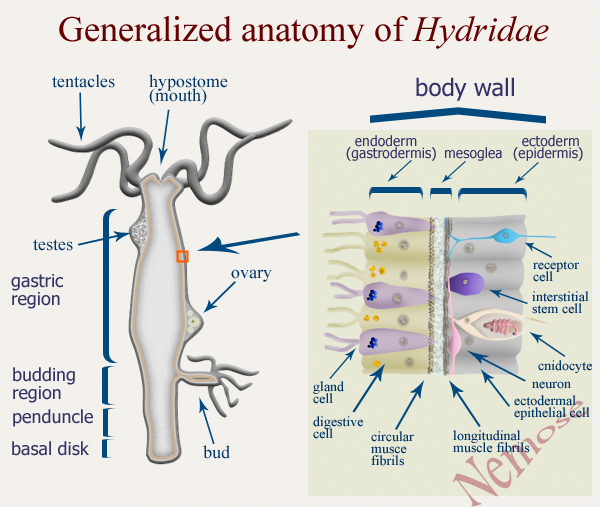 Generalized anatomy of Hydridae
tentacles
hypostome
(mouth)
body wall
endoderm
(gastrodermis)
mesoglea
ectoderm
(epidermis)
testes
gastric
region
ovary
receptor
cell
interstitial
stem cell
cnidocyte
neuron
ectodermal
epithelial cell
gland
cell
digestive
cell
circular
musce
fibrils
longitudinal
muscle fibrils
budding
region
penduncle
basal disk
bud
Nemose